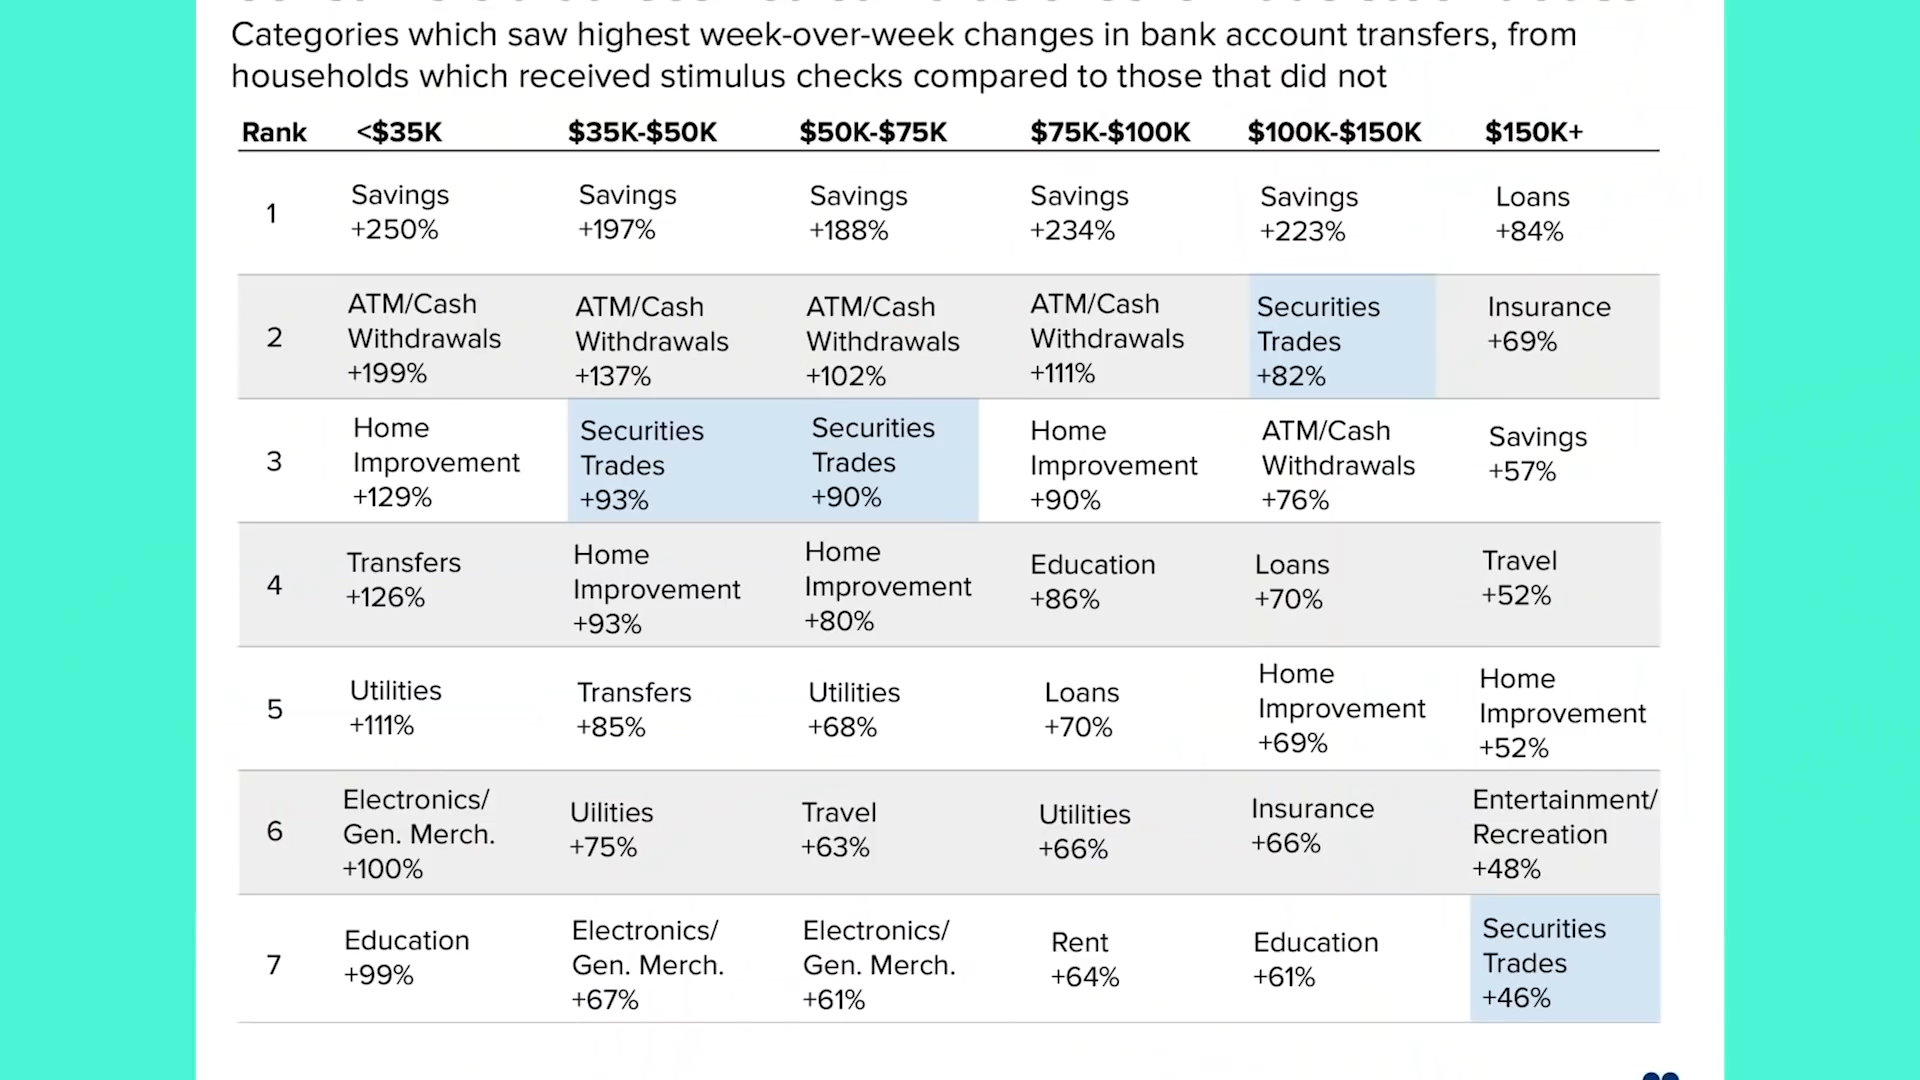 Categories which saw highest week-over-week changes in bank account transfers, from
households which received stimulus checks compared to those that did not
Rank <$35K $35K-$50K $50K-$75K $75K-$100K $100K-$150K $150K+
1
Savings
+250%
Savings
+197%
Savings
+188%
Savings
+234%
Savings
+223%
Loans
+84%
2
ATM/Cash
Withdrawals
+199%
ATM/Cash
Withdrawals
+137%
ATM/Cash
Withdrawals
+102%
ATM/Cash
Withdrawals
+111%
Securities
Trades
+82%
Insurance
+69%
3
Home
Improvement
+129%
Securities
Trades
+93%
Securities
Trades
+90%
Home
Improvement
+90%
ATM/Cash
Withdrawals
+76%
Savings
+57%
4
Transfers
+126%
Home
Improvement
+93%
Home
Improvement
+80%
Education
+86%
Loans
+70%
Travel
+52%
5
Utilities
+111%
Transfers
+85%
Utilities
+68%
Loans
+70%
Home
Improvement
+69%
Home
Improvement
+52%
6
Electronics/
Gen. Merch.
+100%
Uilities
+75%
Travel
+63%
Utilities
+66%
Insurance
+66%
Entertainment/
Recreation
+48%
7
Education
+99%
Electronics/
Gen. Merch.
+67%
Electronics/
Gen. Merch.
+61%
Rent
+64%
Education
+61%
Securities
Trades
+46%